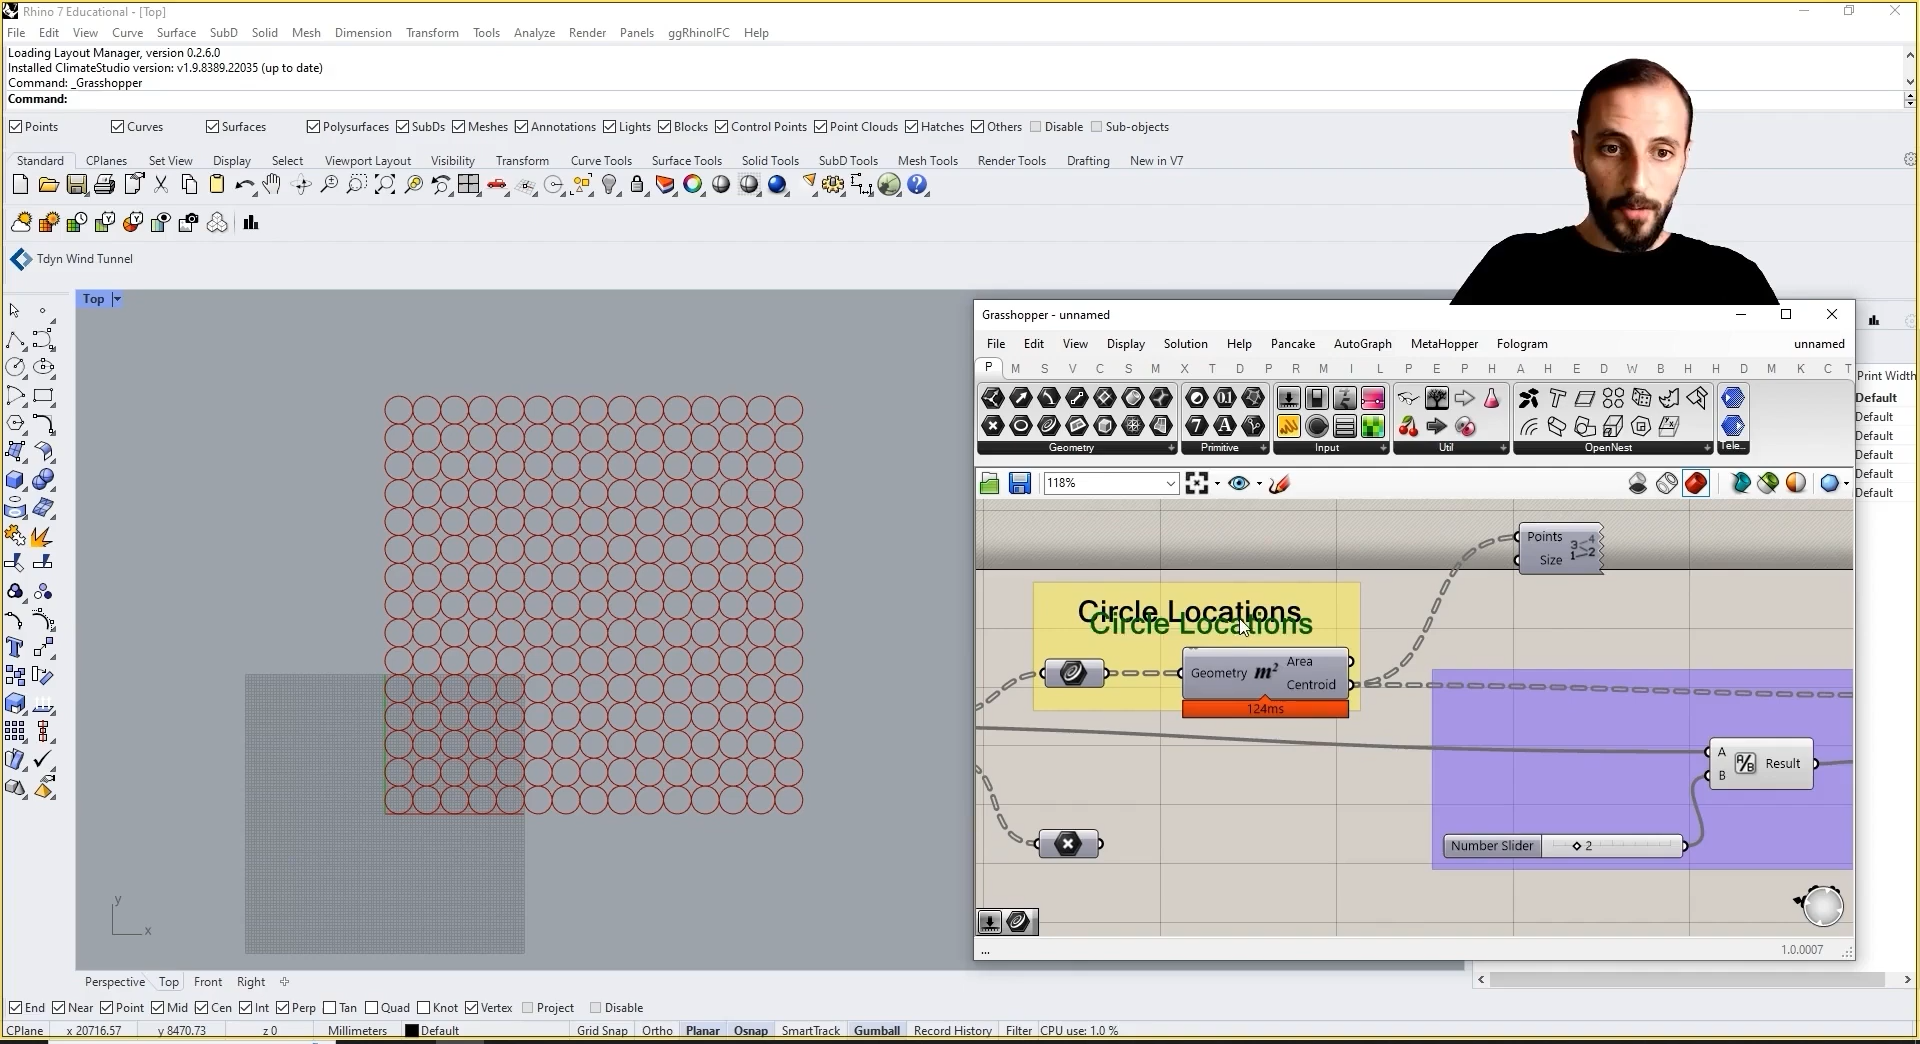 Rhino 7 Educational - [Top]
File Edit View Curve Surface SubD Solid Mesh Dimension Transform Tools Analyze Render Panels ggRhinoIFC Help
Loading Layout Manager, version 0.2.6.0
Installed ClimateStudio version: v1.9.8389.22035 (up to date)
Command: _Grasshopper
Command:
Points Curves Surfaces Polysurfaces SubDs Meshes Annotations Lights Blocks Control Points Point Clouds Hatches Others Disable Sub-objects
Standard CPlanes Set View Display Select Viewport Layout Visibility Transform Curve Tools Surface Tools Solid Tools SubD Tools Mesh Tools Render Tools Drafting New in V7
Tdyn Wind Tunnel
Top
Grasshopper - unnamed
File Edit View Display Solution Help Pancake AutoGraph MetaHopper Fologram unnamed
P M S V C S M X T D P R M I L P E P H A H E D W B H H D M K C T
Print Width
Default
Default
Default
Default
Default
Default
Geometry Primitive Input Util OpenNest Tele...
118%
Points
Size
3 4
1 2
Circle Locations
Circle Locations
Geometry m² Area
Centroid
124ms
A
B
A/B
Result
Number Slider 2
...
1.0.0007
y
x
Perspective Top Front Right
End Near Point Mid Cen Int Perp Tan Quad Knot Vertex Project Disable
CPlane x 20716.57 y 8470.73 z 0 Millimeters Default Grid Snap Ortho Planar Osnap SmartTrack Gumball Record History Filter CPU use: 1.0 %